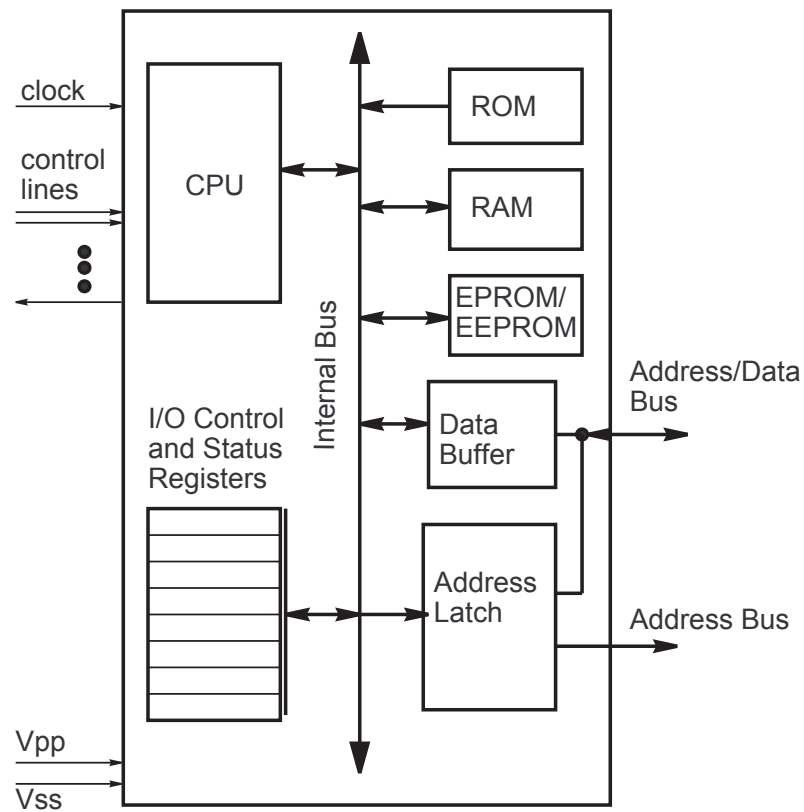 clock
control
lines
CPU
ROM
RAM
EPROM/
EEPROM
Internal Bus
Data
Buffer
Address/Data
Bus
I/O Control
and Status
Registers
Address
Latch
Address Bus
Vpp
Vss